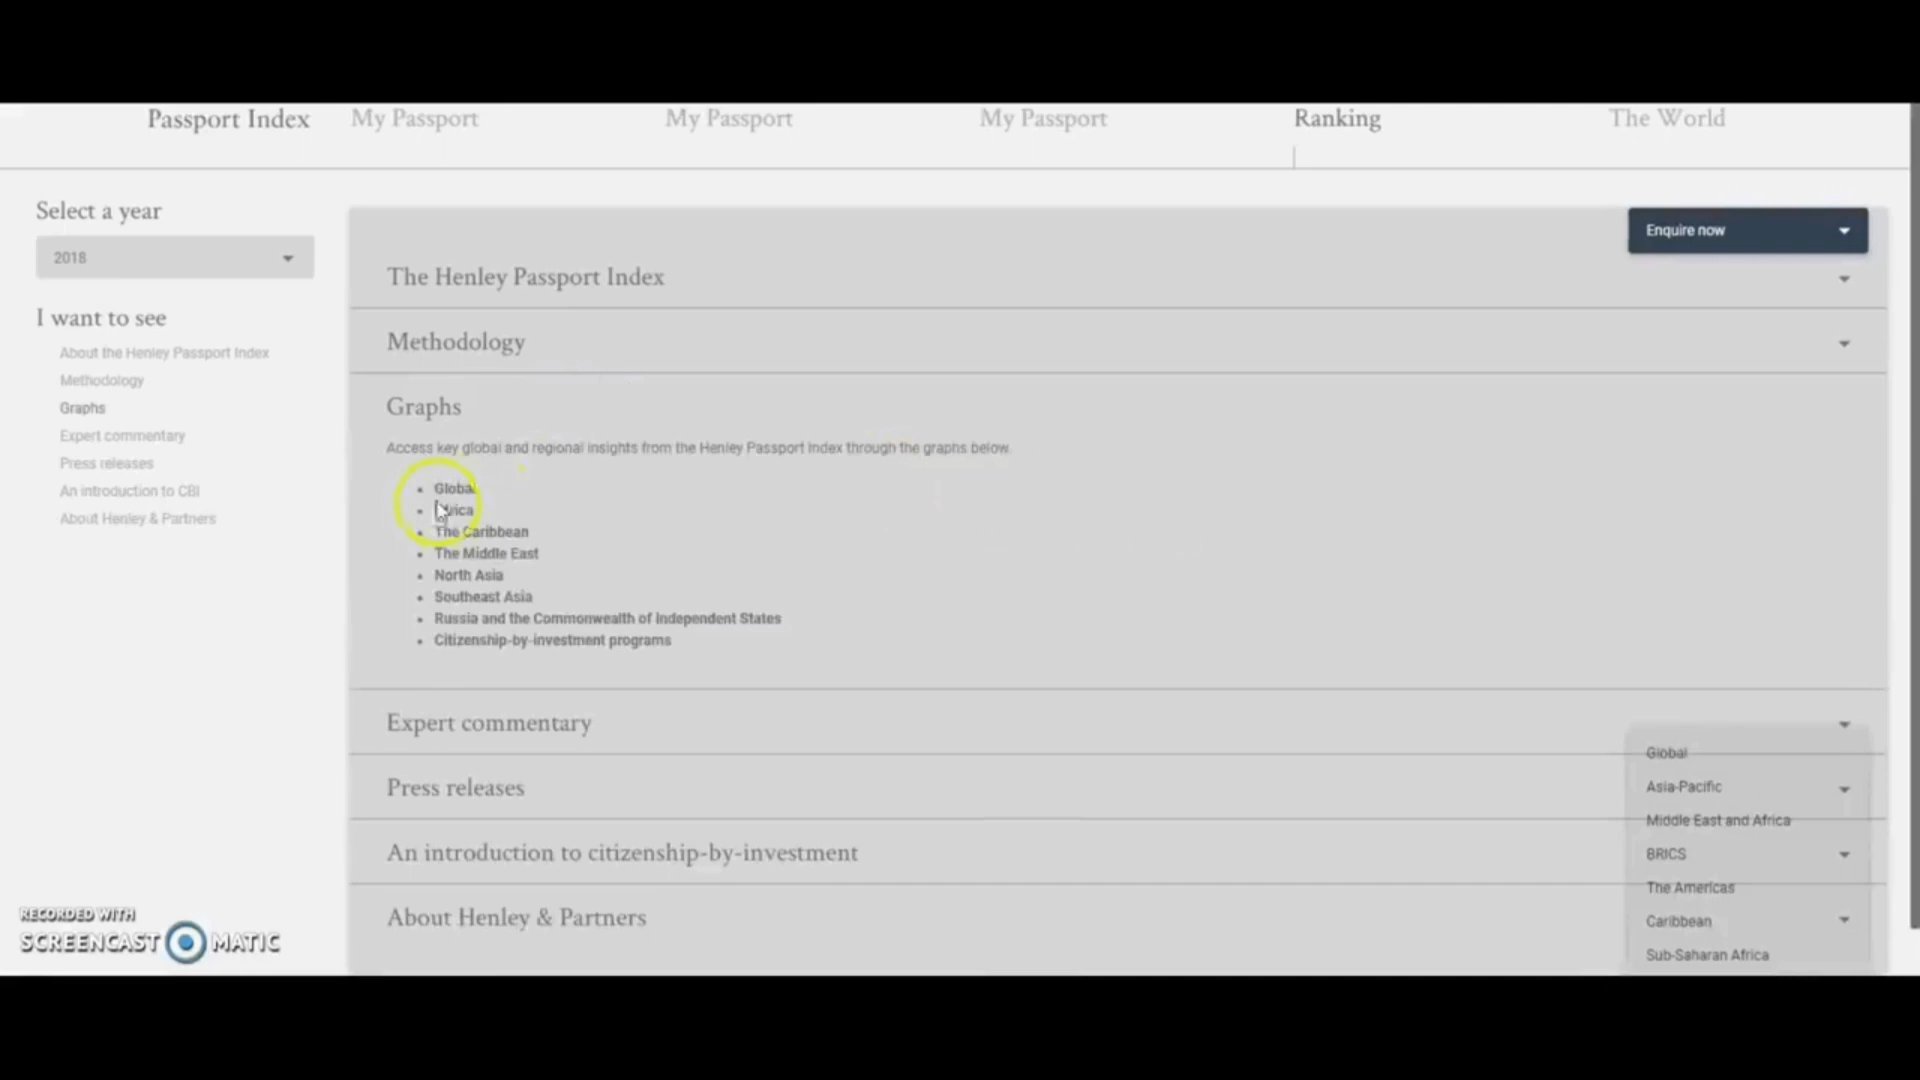 Passport Index
My Passport
My Passport
My Passport
Ranking
The World
Select a year
2018
I want to see
About the Henley Passport Index
Methodology
Graphs
Expert commentary
Press releases
An introduction to CBI
About Henley & Partners
Enquire now
The Henley Passport Index
Methodology
Graphs
Access key global and regional insights from the Henley Passport Index through the graphs below.
Global
The Caribbean
The Middle East
North Asia
Southeast Asia
Russia and the Commonwealth of Independent States
Citizenship-by-investment programs
Expert commentary
Press releases
An introduction to citizenship-by-investment
About Henley & Partners
Global
Asia-Pacific
Middle East and Africa
BRICS
The Americas
Caribbean
Sub-Saharan Africa
RECORDED WITH
SCREENCAST MATIC